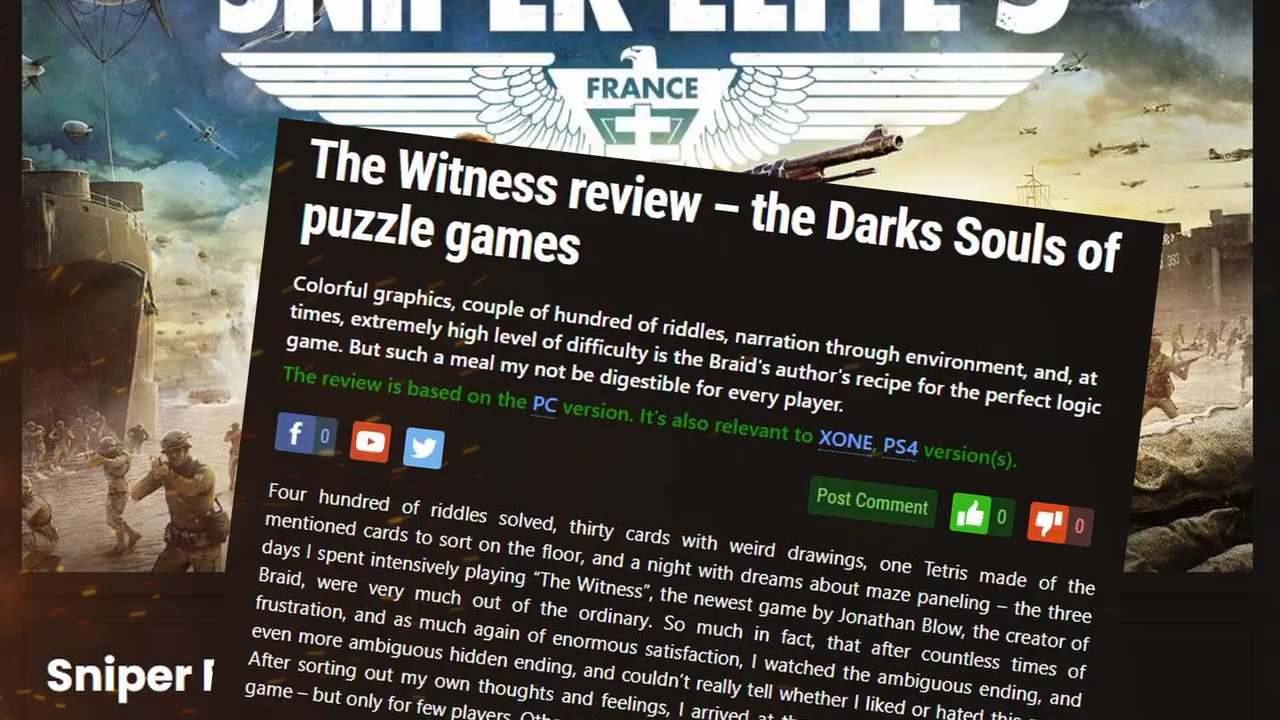 SNIPER ELITE 5
FRANCE
The Witness review – the Darks Souls of
puzzle games
Colorful graphics, couple of hundred of riddles, narration through environment, and, at
times, extremely high level of difficulty is the Braid's author's recipe for the perfect logic
game. But such a meal my not be digestible for every player.
The review is based on the PC version. It's also relevant to XONE, PS4 version(s).
0
Post Comment
0
0
Four hundred of riddles solved, thirty cards with weird drawings, one Tetris made of the
mentioned cards to sort on the floor, and a night with dreams about maze paneling – the three
days I spent intensively playing “The Witness”, the newest game by Jonathan Blow, the creator of
Braid, were very much out of the ordinary. So much in fact, that after countless times of
frustration, and as much again of enormous satisfaction, I watched the ambiguous ending, and
even more ambiguous hidden ending, and couldn't really tell whether I liked or hated this
After sorting out my own thoughts and feelings, I arrived at
game – but only for few players.
Sniper